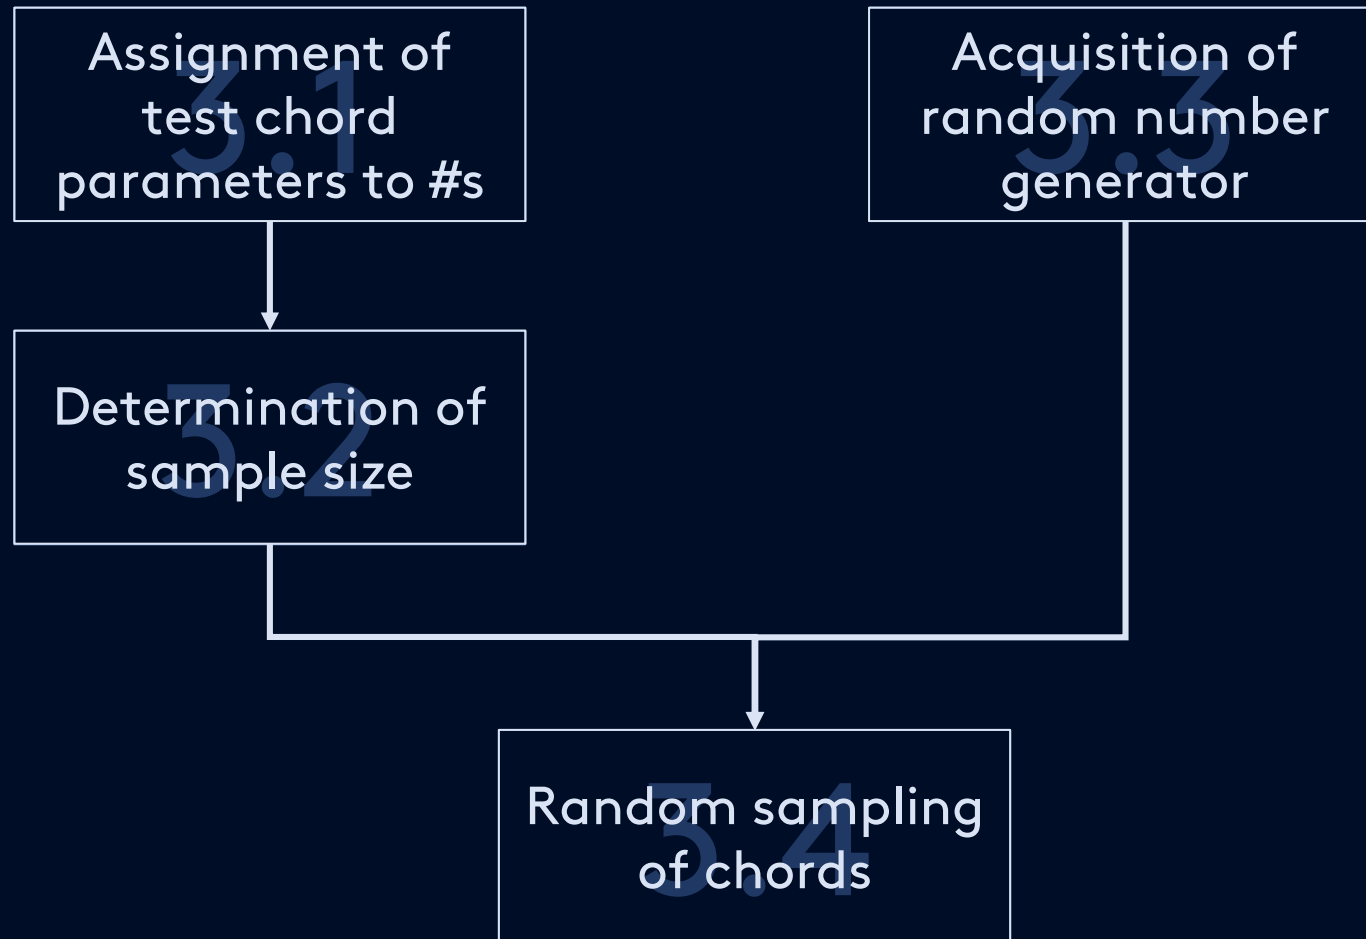 3.1
Assignment of
test chord
parameters to #s
3.3
Acquisition of
random number
generator
3.2
Determination of
sample size
3.4
Random sampling
of chords